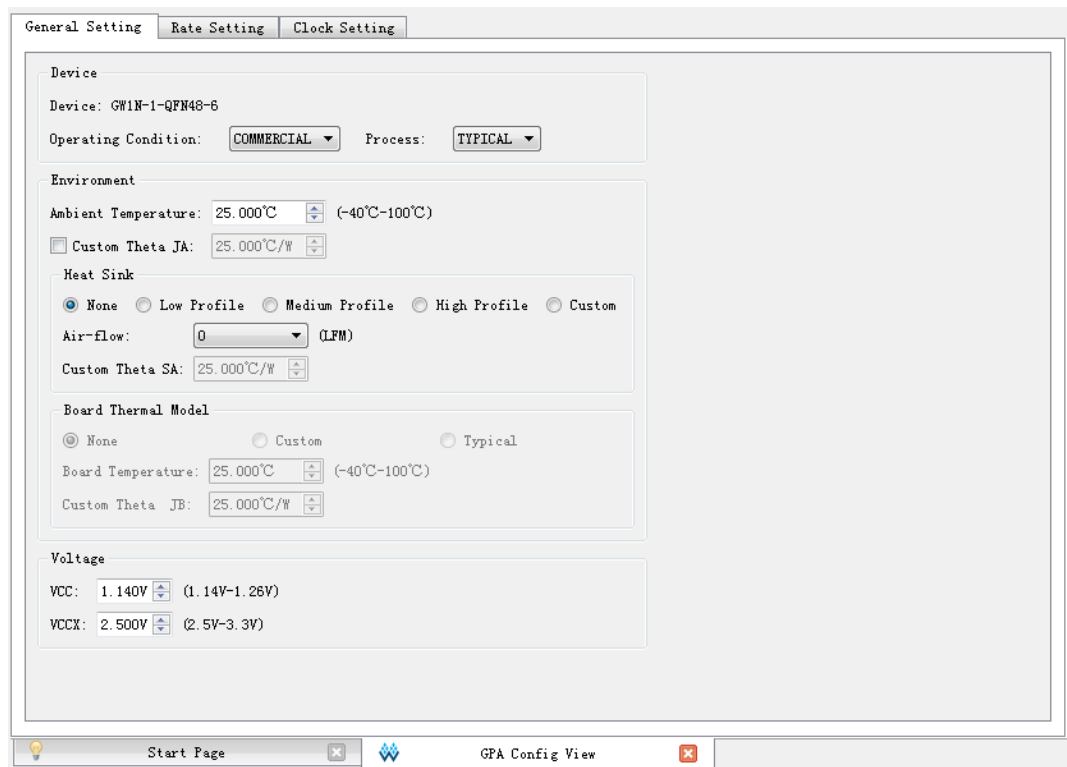 General Setting Rate Setting Clock Setting
Device
Device: GW1N-1-QFN48-6
Operating Condition: COMMERCIAL Process: TYPICAL
Environment
Ambient Temperature: 25.000℃ (-40℃-100℃)
Custom Theta JA: 25.000℃/W
Heat Sink
None Low Profile Medium Profile High Profile Custom
Air-flow: 0 (LFM)
Custom Theta SA: 25.000℃/W
Board Thermal Model
None Custom Typical
Board Temperature: 25.000℃ (-40℃-100℃)
Custom Theta JB: 25.000℃/W
Voltage
VCC: 1.140V (1.14V-1.26V)
VCCX: 2.500V (2.5V-3.3V)
Start Page GPA Config View